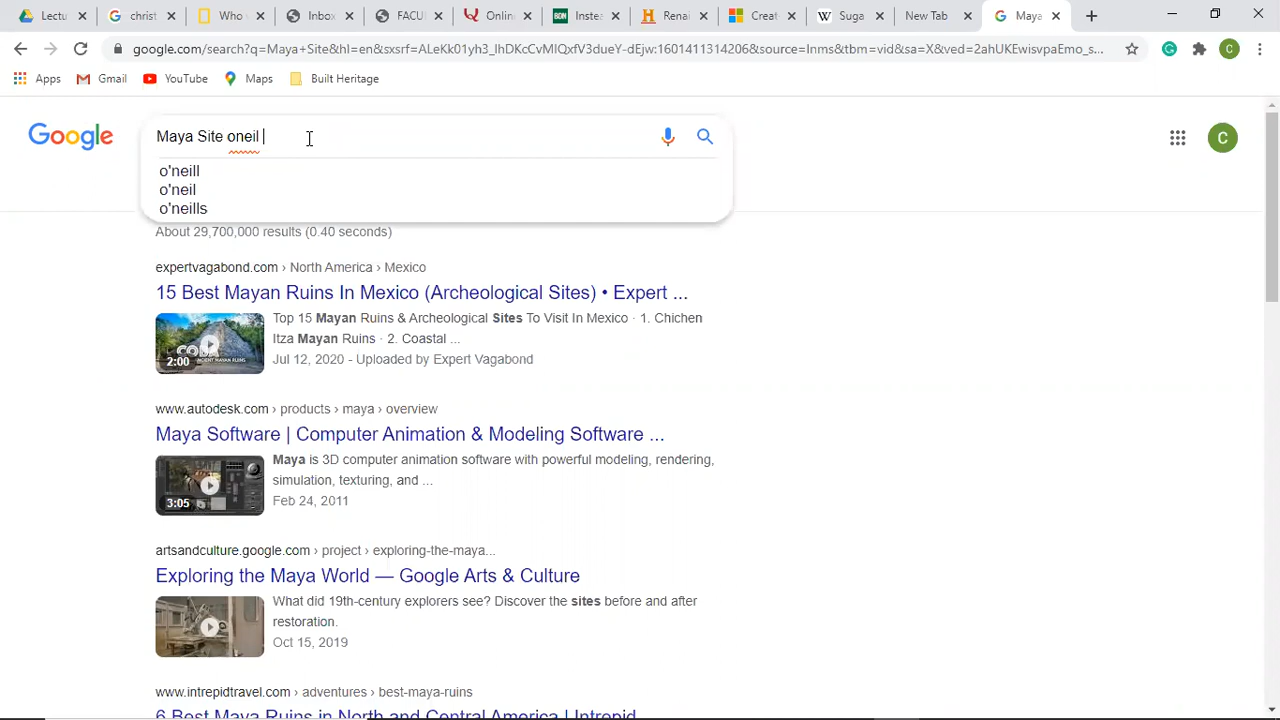 Lectu christ Who Inbox FACUL Onlin Instea Renai Creat Suga New Tab Maya
google.com/search?q=Maya+Site&hl=en&sxsrf=ALeKk01yh3_lhDKcCvMIQxfV3dueY-dEjw:1601411314206&source=lnms&tbm=vid&sa=X&ved=2ahUKEwisvpaEmo_s...
Apps Gmail YouTube Maps Built Heritage
Google
Maya Site oneil
o'neill
o'neil
o'neills
C
About 29,700,000 results (0.40 seconds)
expertvagabond.com › North America › Mexico
15 Best Mayan Ruins In Mexico (Archeological Sites) • Expert ...
Top 15 Mayan Ruins & Archeological Sites To Visit In Mexico · 1. Chichen
Itza Mayan Ruins · 2. Coastal ...
2:00
Jul 12, 2020 - Uploaded by Expert Vagabond
www.autodesk.com › products › maya › overview
Maya Software | Computer Animation & Modeling Software ...
Maya is 3D computer animation software with powerful modeling, rendering,
simulation, texturing, and ...
3:05
Feb 24, 2011
artsandculture.google.com › project › exploring-the-maya...
Exploring the Maya World — Google Arts & Culture
What did 19th-century explorers see? Discover the sites before and after
restoration.
Oct 15, 2019
www.intrepidtravel.com › adventures › best-maya-ruins
6 Best Maya Ruins in North and Central America | Intrepid